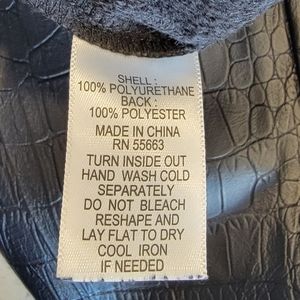 SHELL :
100% POLYURETHANE
BACK :
100% POLYESTER
MADE IN CHINA
RN 55663
TURN INSIDE OUT
HAND WASH COLD
SEPARATELY
DO NOT BLEACH
RESHAPE AND
LAY FLAT TO DRY
COOL IRON
IF NEEDED